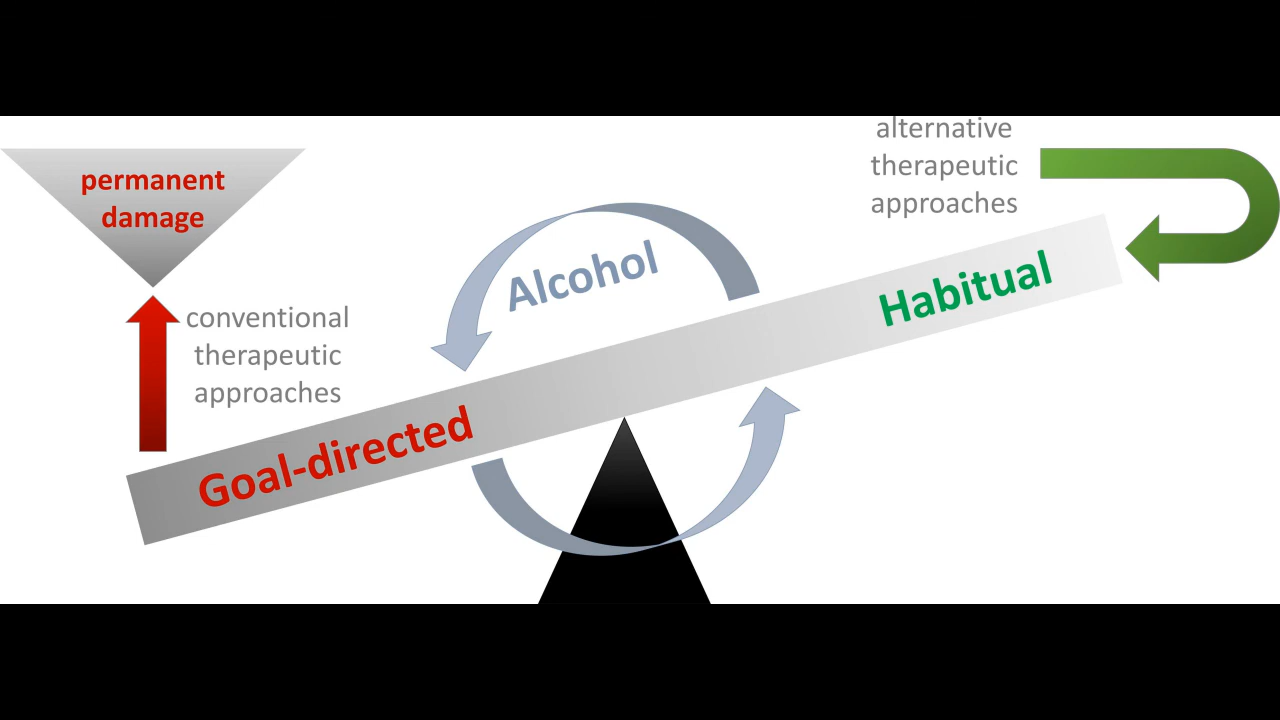 permanent
damage
conventional
therapeutic
approaches
Goal-directed
Alcohol
Habitual
alternative
therapeutic
approaches